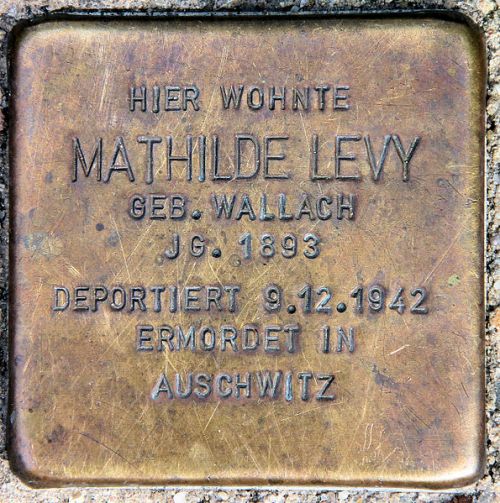 HIER WOHNTE
MATHILDE LEVY
GEB. WALLACH
JG. 1893
DEPORTIERT 9.12.1942
ERMORDET IN
AUSCHWITZ